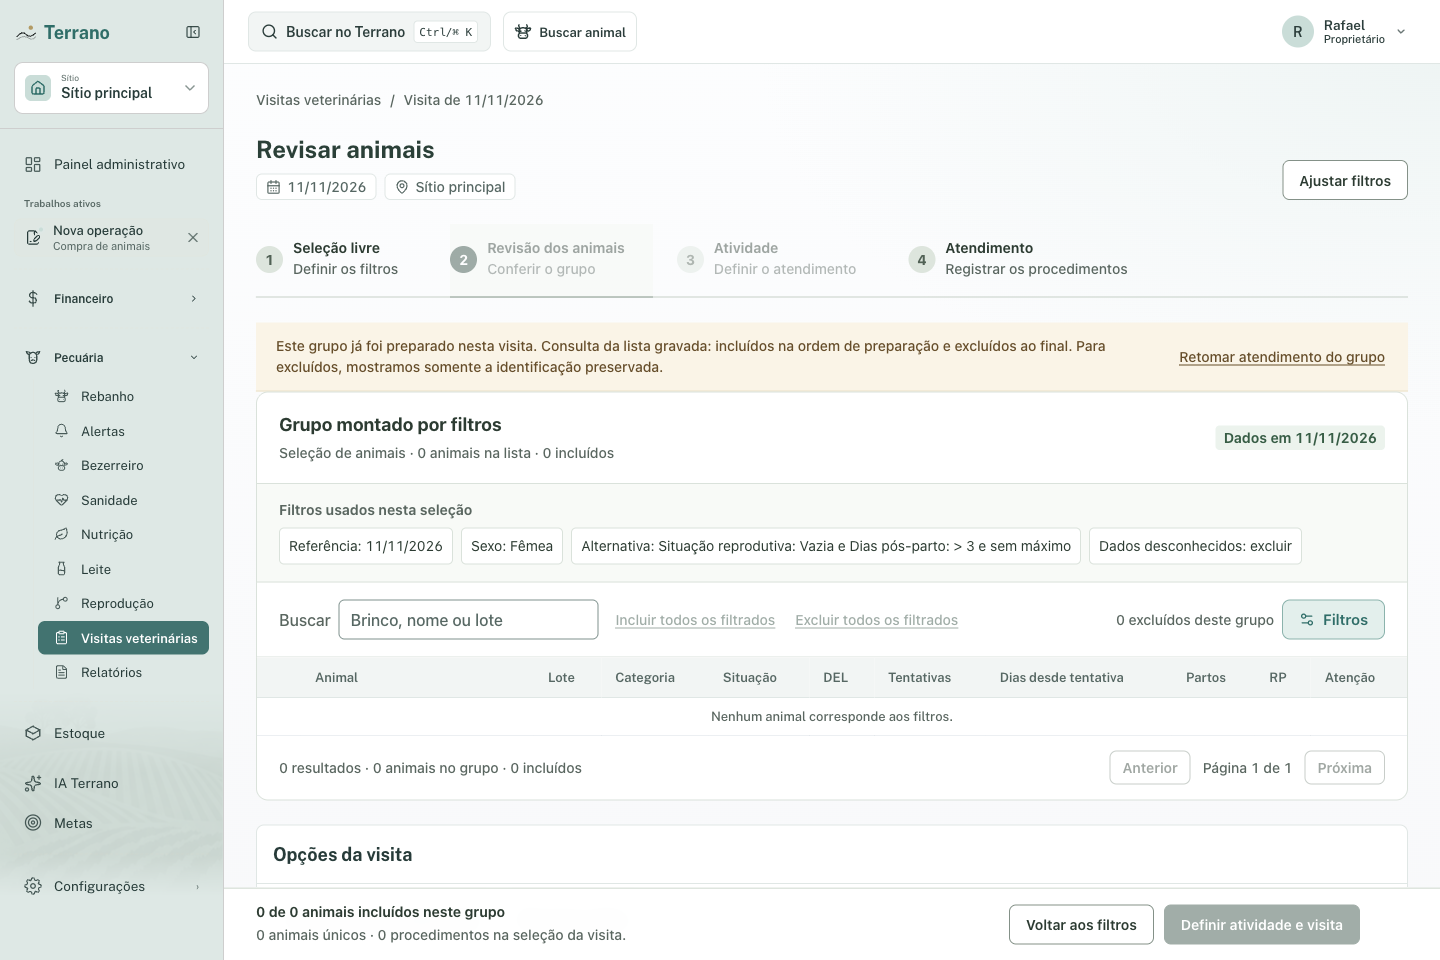 Terrano
Sítio
Sítio principal
Painel administrativo
Trabalhos ativos
Nova operação
Compra de animais
Financeiro
Pecuária
Rebanho
Alertas
Bezerreiro
Sanidade
Nutrição
Leite
Reprodução
Visitas veterinárias
Relatórios
Estoque
IA Terrano
Metas
Configurações
Buscar no Terrano Ctrl/⌘ K
Buscar animal
R
Rafael
Proprietário
Visitas veterinárias / Visita de 11/11/2026
Revisar animais
11/11/2026
Sítio principal
Ajustar filtros
1 Seleção livre
Definir os filtros
2 Revisão dos animais
Conferir o grupo
3 Atividade
Definir o atendimento
4 Atendimento
Registrar os procedimentos
Este grupo já foi preparado nesta visita. Consulta da lista gravada: incluídos na ordem de preparação e excluídos ao final. Para
excluídos, mostramos somente a identificação preservada.
Retomar atendimento do grupo
Grupo montado por filtros
Seleção de animais · 0 animais na lista · 0 incluídos
Dados em 11/11/2026
Filtros usados nesta seleção
Referência: 11/11/2026
Sexo: Fêmea
Alternativa: Situação reprodutiva: Vazia e Dias pós-parto: > 3 e sem máximo
Dados desconhecidos: excluir
Buscar Brinco, nome ou lote
Incluir todos os filtrados
Excluir todos os filtrados
0 excluídos deste grupo
Filtros
Animal Lote Categoria Situação DEL Tentativas Dias desde tentativa Partos RP Atenção
Nenhum animal corresponde aos filtros.
0 resultados · 0 animais no grupo · 0 incluídos
Anterior
Página 1 de 1
Próxima
Opções da visita
0 de 0 animais incluídos neste grupo
0 animais únicos · 0 procedimentos na seleção da visita.
Voltar aos filtros
Definir atividade e visita